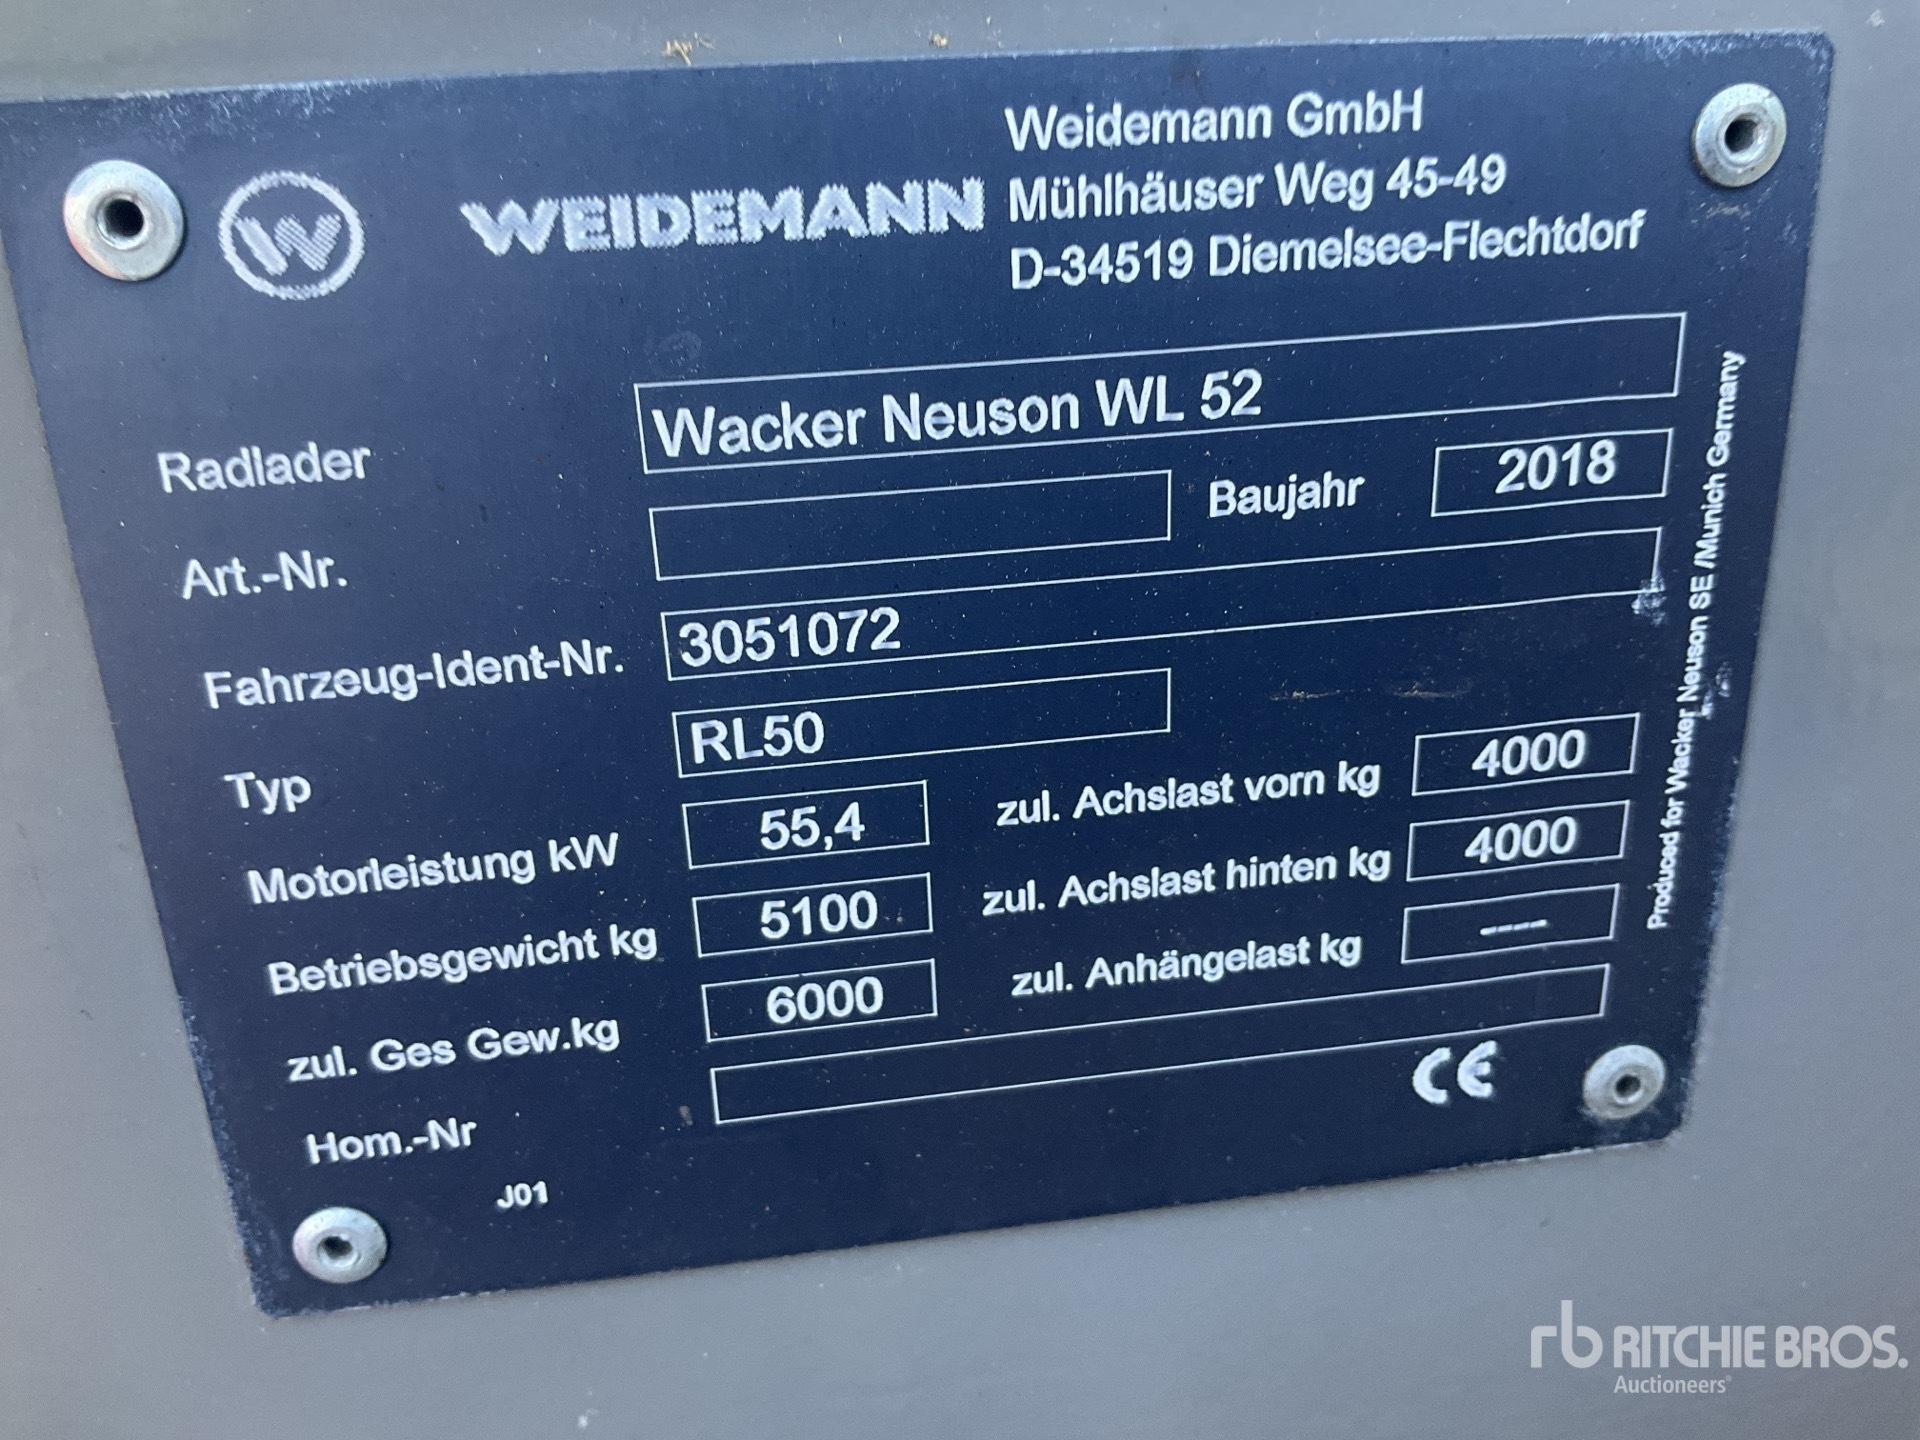 W WEIDEMANN
Weidemann GmbH
Mühlhäuser Weg 45-49
D-34519 Diemelsee-Flechtdorf
Radlader Wacker Neuson WL 52
Art.-Nr. Baujahr 2018
Fahrzeug-Ident-Nr. 3051072
Typ RL50
Motorleistung kW 55,4 zul. Achslast vorn kg 4000
Betriebsgewicht kg 5100 zul. Achslast hinten kg 4000
zul. Ges Gew.kg 6000 zul. Anhängelast kg ----
Hom.-Nr
CE
J01
Produced for Wacker Neuson SE /Munich Germany
rb RITCHIE BROS.
Auctioneers